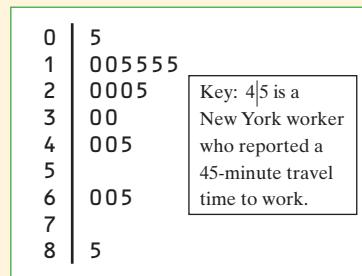 0 | 5
1 | 005555
2 | 0005
3 | 00
4 | 005
5 |
6 | 005
7 |
8 | 5
Key: 4|5 is a
New York worker
who reported a
45-minute travel
time to work.